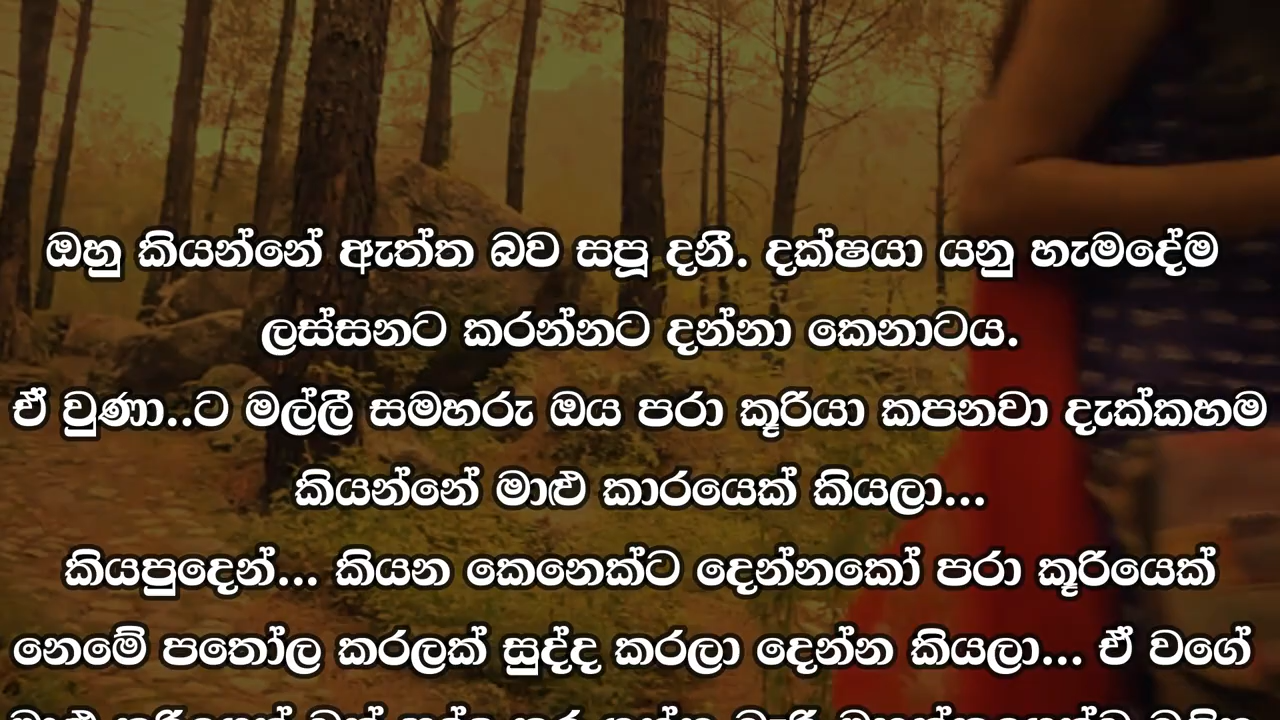 ඔහු කියන්නේ ඇත්ත බව සපූ දනී. දක්ෂයා යනු හැමදේම
ලස්සනට කරන්නට දන්නා කෙනාටය.
ඒ වුණා..ට මල්ලී සමහරු ඔය පරා කූරියා කපනවා දැක්කහම
කියන්නේ මාළු කාරයෙක් කියලා...
කියපුදෙන්... කියන කෙනෙක්ට දෙන්නකෝ පරා කූරියෙක්
නෙමේ පතෝල කරලක් සුද්ද කරලා දෙන්න කියලා... ඒ වගේ